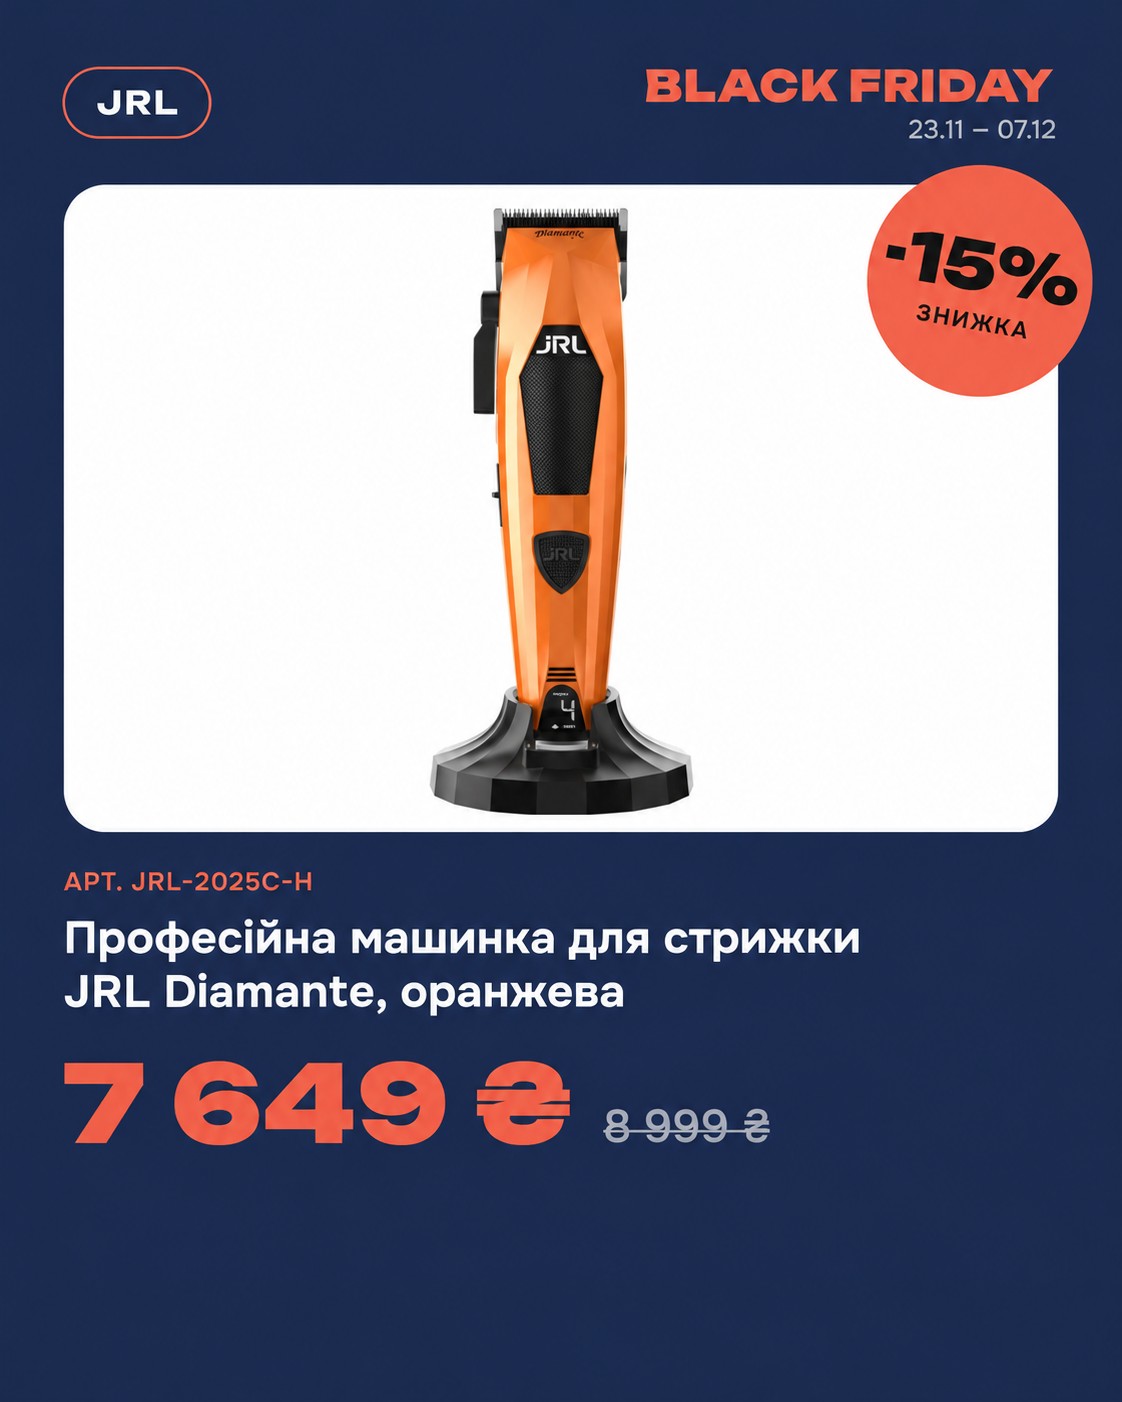 JRL
BLACK FRIDAY
23.11 – 07.12
-15%
ЗНИЖКА
Diamante
JRL
JRL
4
АРТ. JRL-2025C-H
Професійна машинка для стрижки
JRL Diamante, оранжева
7 649 ₴
8 999 ₴